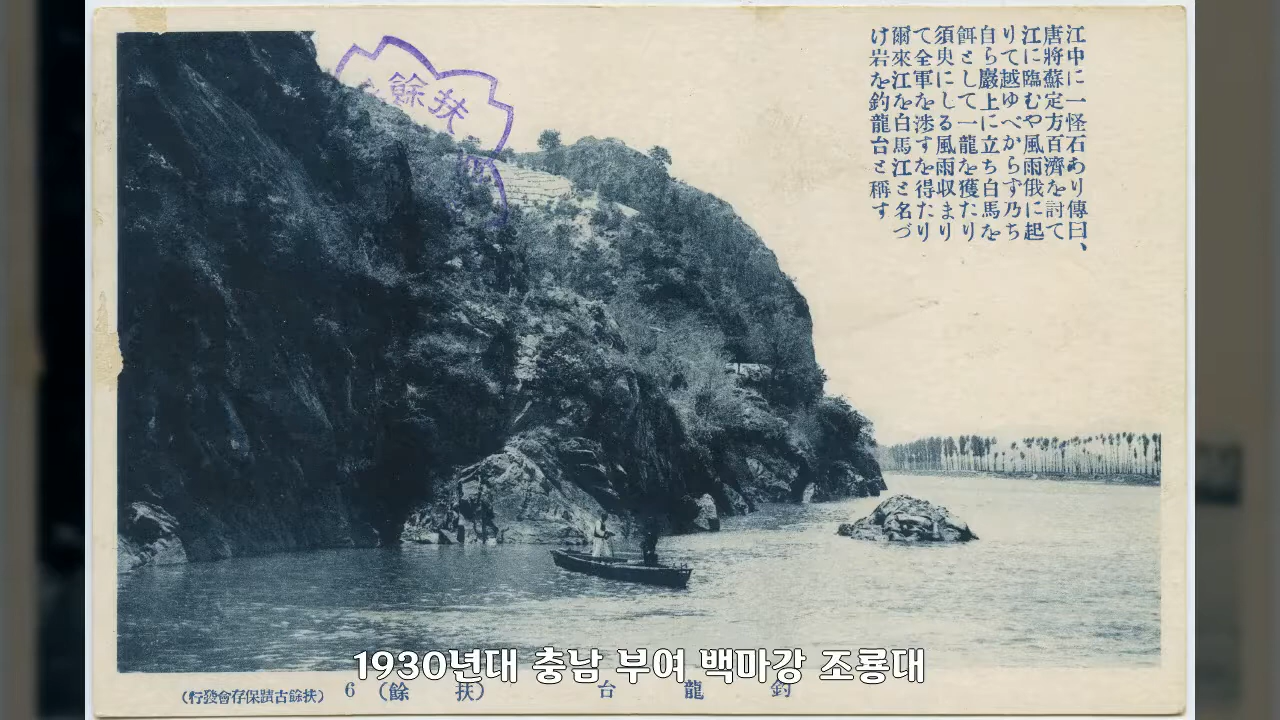 江中に一怪石あり傳曰、
唐將蘇定方百濟を討て
江に臨むや風雨俄に起
りて越ゆべからず乃ち
自ら巖上に立ち白馬を
餌として一龍を獲たり
須臾にしる風雨収まり
て全軍を渉すを得たり
爾來江を白馬江と名づ
け岩を釣龍台と稱す
扶餘
1930년대 충남 부여 백마강 조룡대
釣龍台
(扶餘) 6
(扶餘古蹟保存會發行)